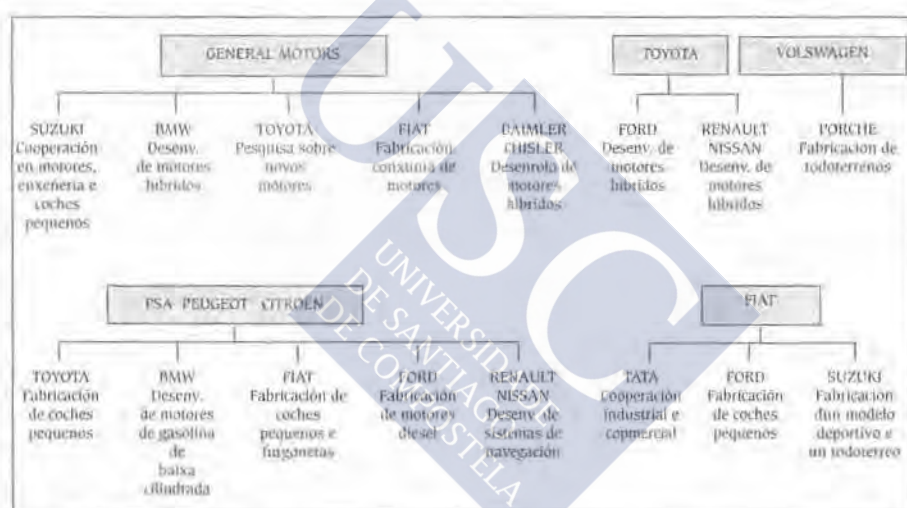 GENERAL MOTORS
TOYOTA
VOLSWAGEN
SUZUKI
Cooperación
en motores,
enxeñería e
coches
pequenos
BMW
Desenv.
de motores
híbridos
TOYOTA
Pesquisa sobre
novos
motores
FIAT
Fabricación
conxunta de
motores
DAIMLER
CHISLER
Desenrolo de
motores
híbridos
FORD
Desenv. de
motores
híbridos
RENAULT
NISSAN
Desenv. de
motores
híbridos
PORCHE
Fabricación de
todoterrenos
PSA PEUGEOT CITROËN
FIAT
TOYOTA
Fabricación
de coches
pequenos
BMW
Desenv.
de motores
de gasolina
de
baixa
cilindrada
FIAT
Fabricación de
coches
pequenos e
furgonetas
FORD
Fabricación
de motores
diesel
RENAULT
NISSAN
Desenv. de
sistemas de
navegación
TATA
Cooperación
industrial e
copmercial
FORD
Fabricación
de coches
pequenos
SUZUKI
Fabricación
dun modelo
deportivo e
un todoterreo
USC
UNIVERSIDADE
DE SANTIAGO
DE COMPOSTELA